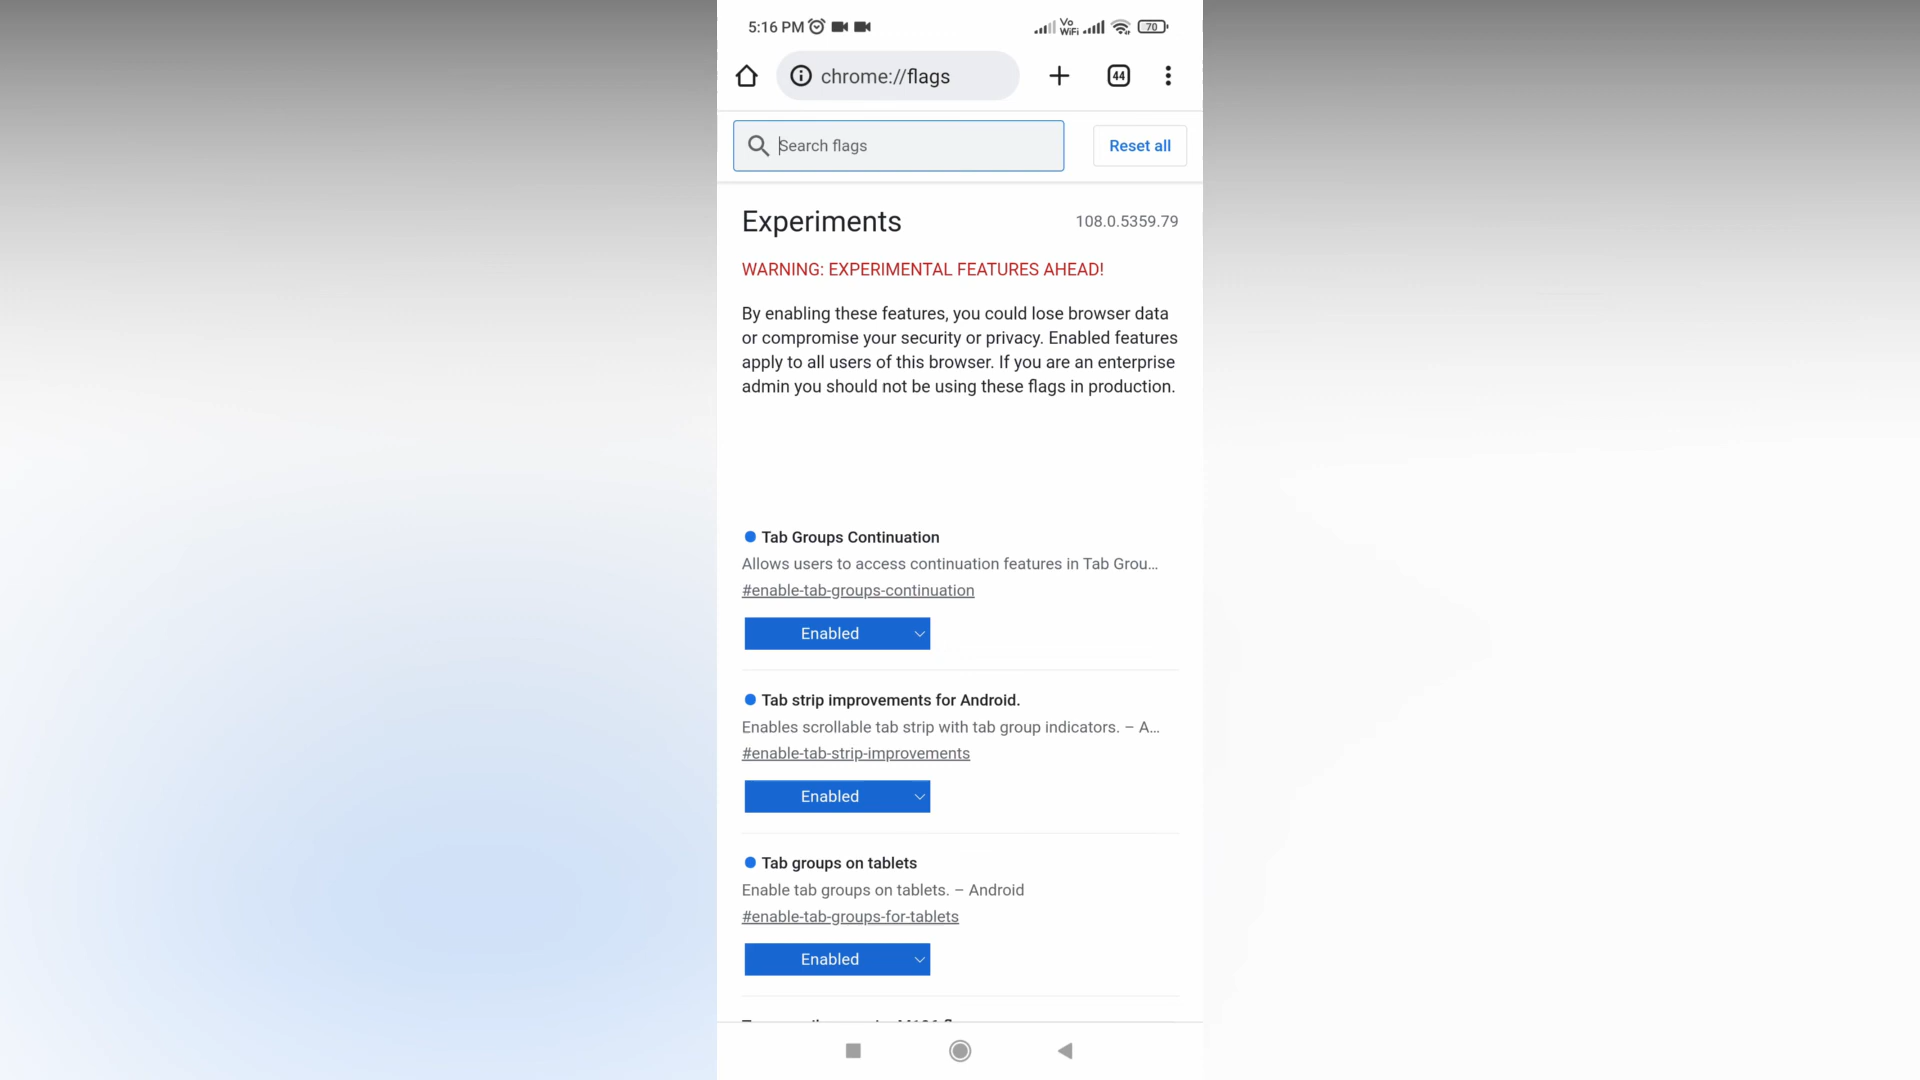 5:16 PM
Vo
WiFi
70
chrome://flags
44
Search flags
Reset all
Experiments
108.0.5359.79
WARNING: EXPERIMENTAL FEATURES AHEAD!
By enabling these features, you could lose browser data
or compromise your security or privacy. Enabled features
apply to all users of this browser. If you are an enterprise
admin you should not be using these flags in production.
Tab Groups Continuation
Allows users to access continuation features in Tab Grou...
#enable-tab-groups-continuation
Enabled
Tab strip improvements for Android.
Enables scrollable tab strip with tab group indicators. – A...
#enable-tab-strip-improvements
Enabled
Tab groups on tablets
Enable tab groups on tablets. – Android
#enable-tab-groups-for-tablets
Enabled